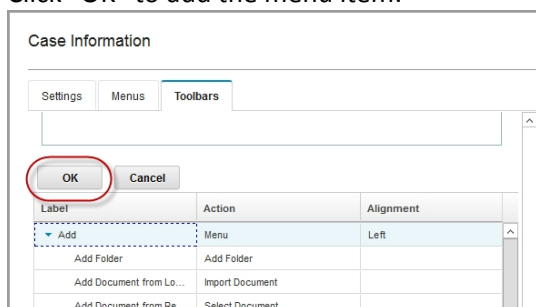 Click "OK" to add the menu item.
Case Information
Settings Menus Toolbars
OK Cancel
Label Action Alignment
Add Menu Left
Add Folder Add Folder
Add Document from Lo... Import Document
Add Document from Re... Select Document